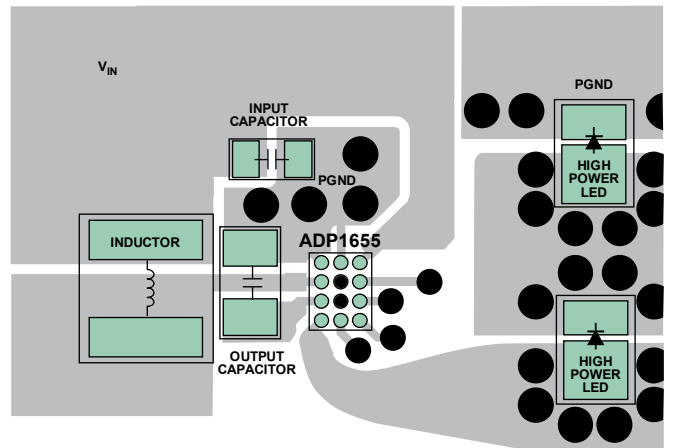 VIN
PGND
INPUT
CAPACITOR
PGND
HIGH
POWER
LED
INDUCTOR
ADP1655
OUTPUT
CAPACITOR
HIGH
POWER
LED